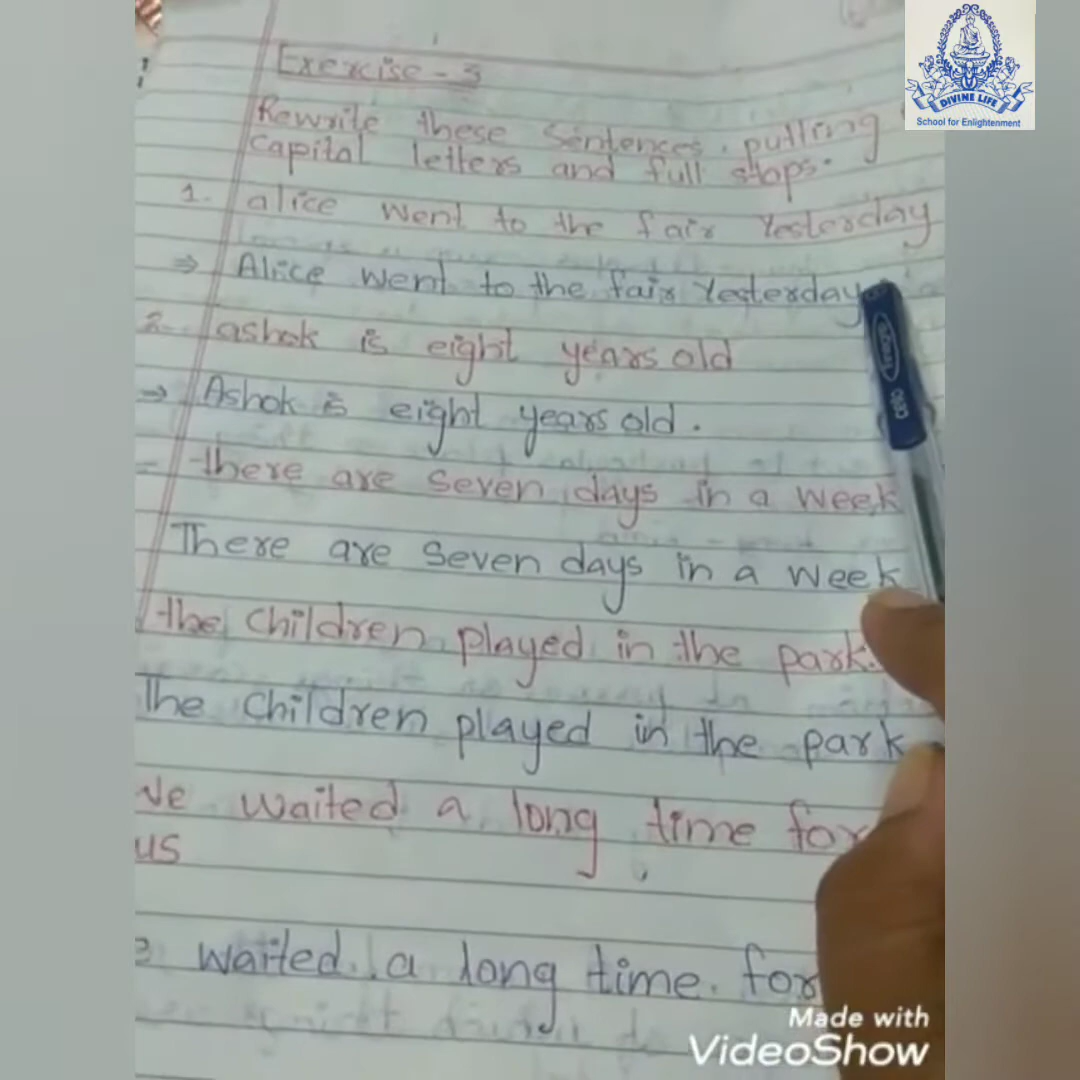 DIVINE LIFE
School for Enlightenment
Exercise - 3
Rewrite these Sentences. putting
Capital letters and full stops.
1. alice went to the fair Yesterday
⇒ Alice went to the fair Yesterday
2. ashok is eight years old
⇒ Ashok is eight years old.
- there are seven days in a week
There are seven days in a week
the children played in the park.
The children played in the park
waited a long time for
us
waited a long time for
cello
Made with
VideoShow